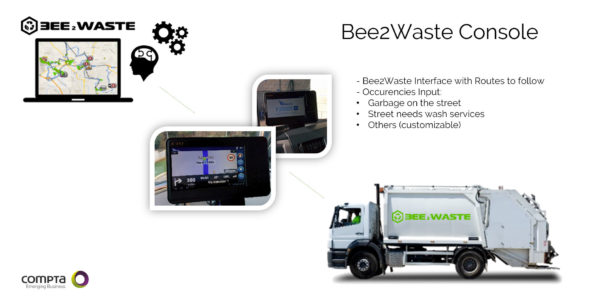 BEE2WASTE
Bee2Waste Console
- Bee2Waste Interface with Routes to follow
- Occurencies Input:
• Garbage on the street
• Street needs wash services
• Others (customizable)
BEE2WASTE
compta
Emerging Business